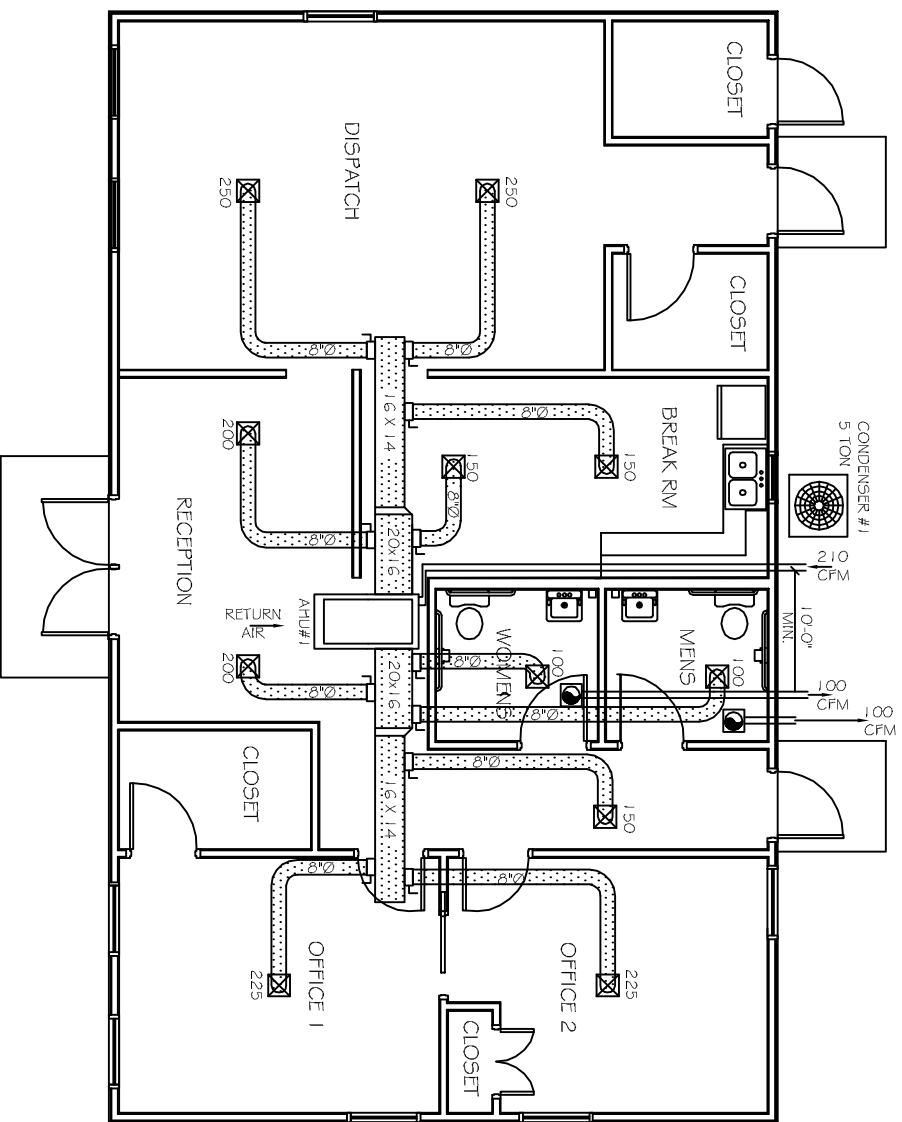 CLOSET
DISPATCH
250
250
CLOSET
8"Ø
8"Ø
16 X 14
8"Ø
BREAK RM
200
150
150
8"Ø
CONDENSER #1
5 TON
RECEPTION
8"Ø
20x16
210
CFM
RETURN
AIR
AHU#1
10'-0"
MIN.
WOMENS
MENS
200
8"Ø
20x16
8"Ø
100
100
8"Ø
100
CFM
100
CFM
CLOSET
8"Ø
16 X 14
150
8"Ø
8"Ø
OFFICE 1
OFFICE 2
225
225
CLOSET